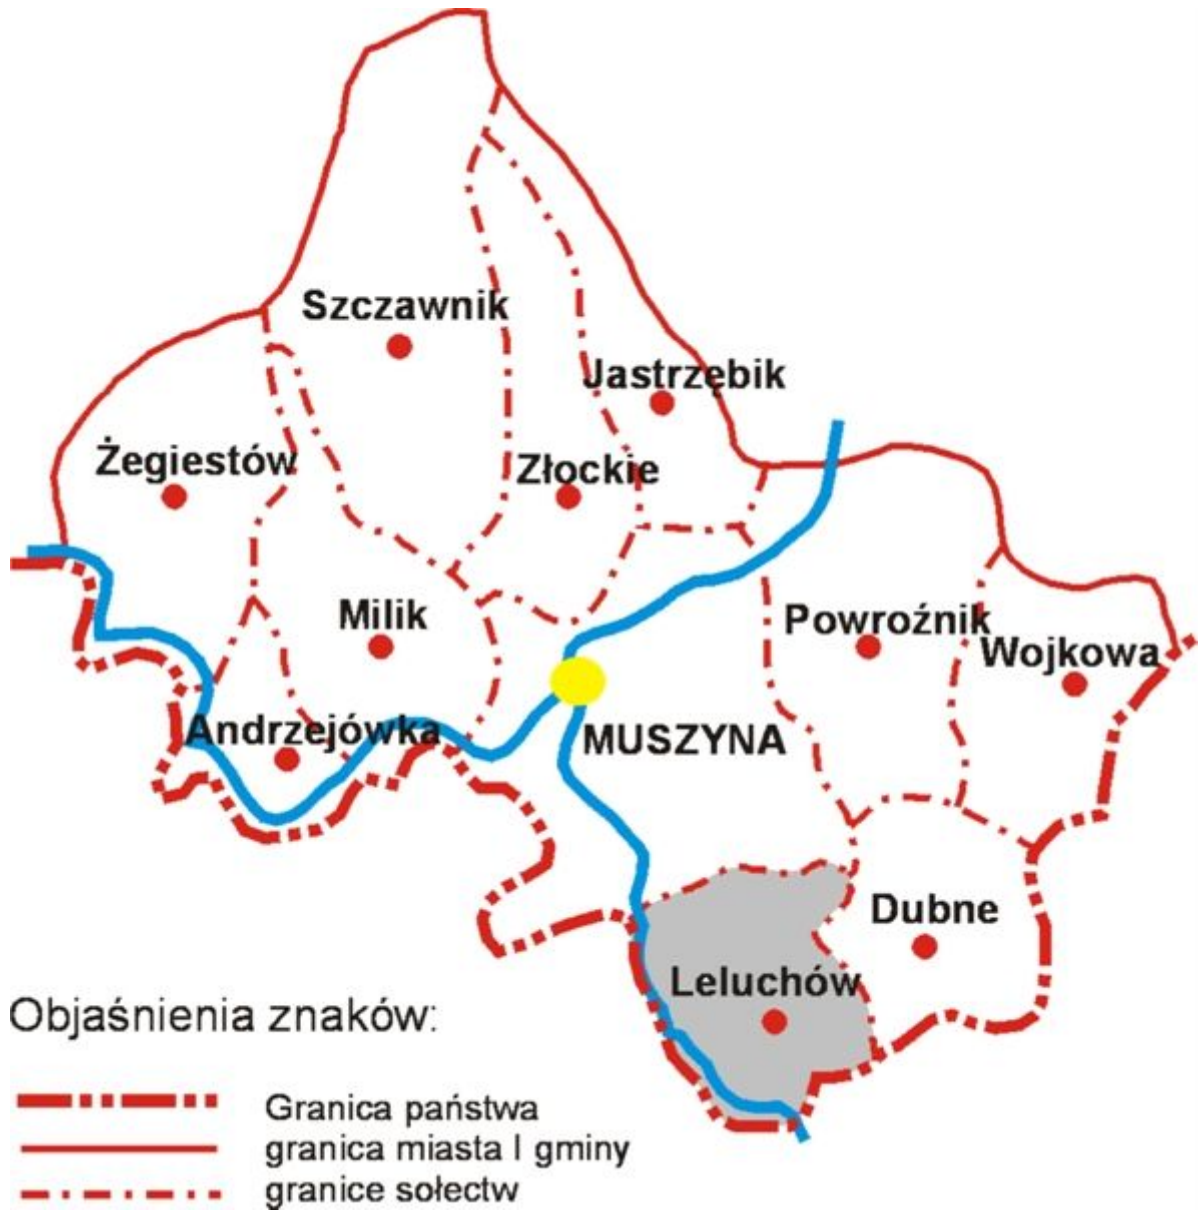 Szczawnik
Jastrzębik
Żegiestów
Złockie
Milik
Powroźnik
Wojkowa
Andrzejówka
MUSZYNA
Dubne
Leluchów
Objaśnienia znaków:
Granica państwa
granica miasta I gminy
granice sołectw